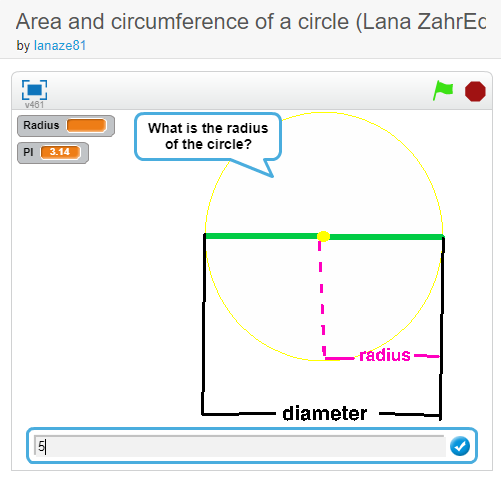 Area and circumference of a circle (Lana ZahrEd
by lanaze81
v461
Radius
PI 3.14
What is the radius
of the circle?
radius
diameter
5